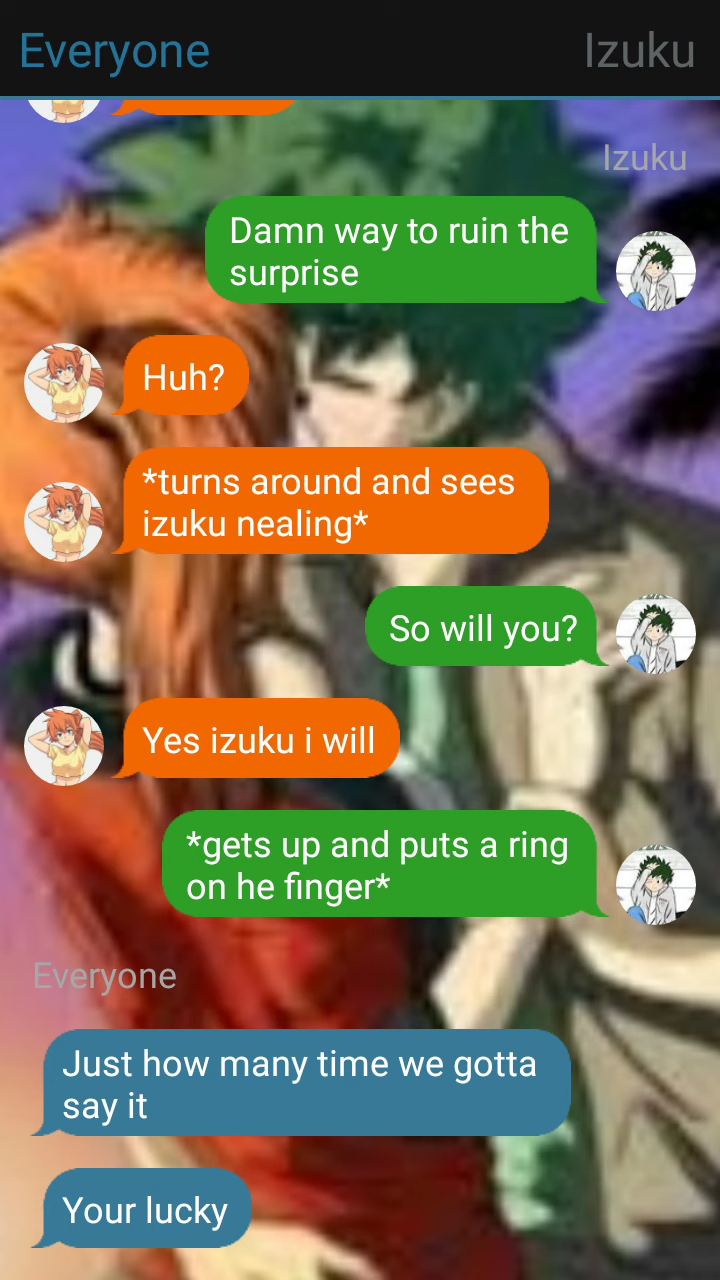 Everyone
Izuku
Izuku
Damn way to ruin the
surprise
Huh?
*turns around and sees
izuku nealing*
So will you?
Yes izuku i will
*gets up and puts a ring
on he finger*
Everyone
Just how many time we gotta
say it
Your lucky